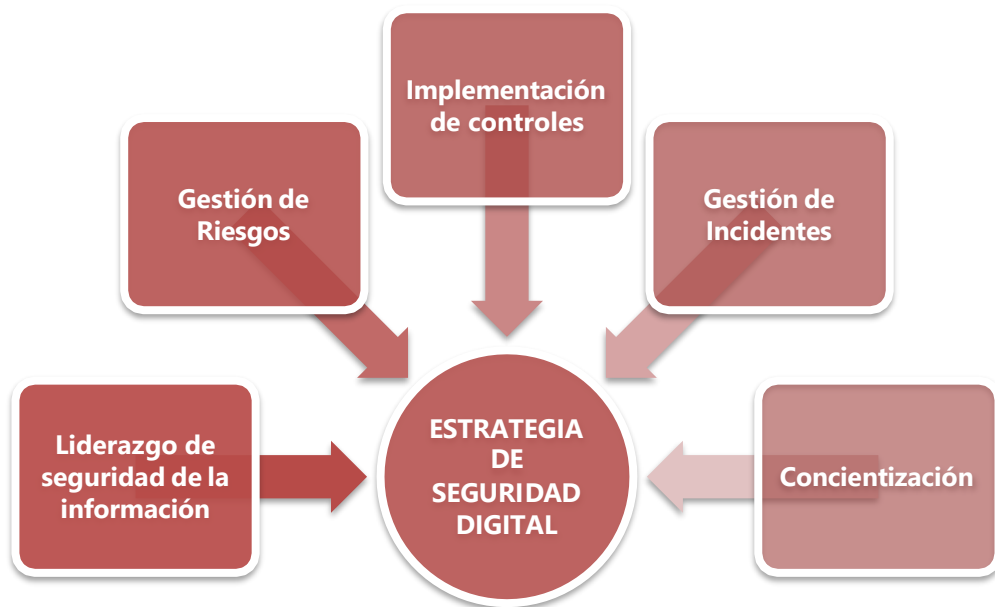 Implementación
de controles
Gestión de
Riesgos
Gestión de
Incidentes
Liderazgo de
seguridad de la
información
ESTRATEGIA
DE
SEGURIDAD
DIGITAL
Concientización